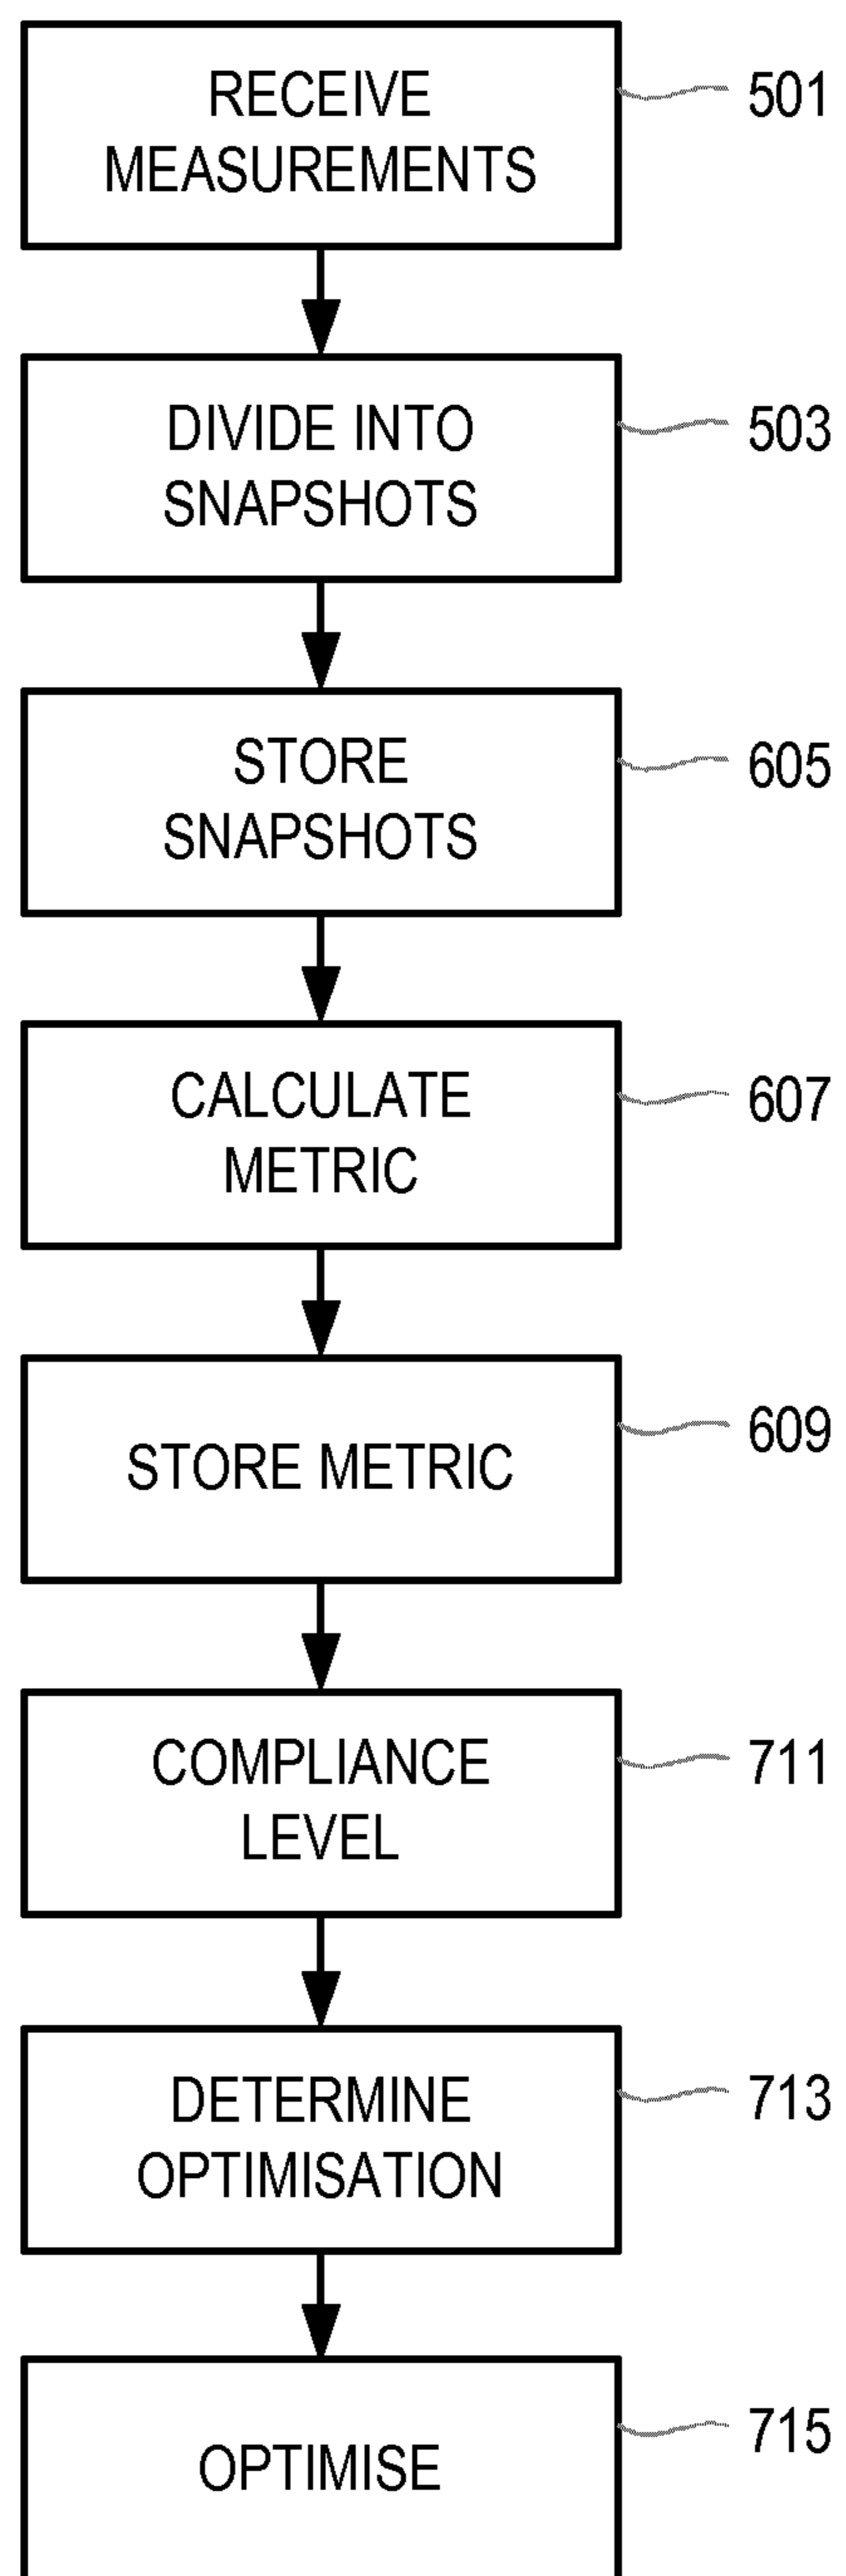 RECEIVE
MEASUREMENTS
501
DIVIDE INTO
SNAPSHOTS
503
STORE
SNAPSHOTS
605
CALCULATE
METRIC
607
STORE METRIC
609
COMPLIANCE
LEVEL
711
DETERMINE
OPTIMISATION
713
OPTIMISE
715